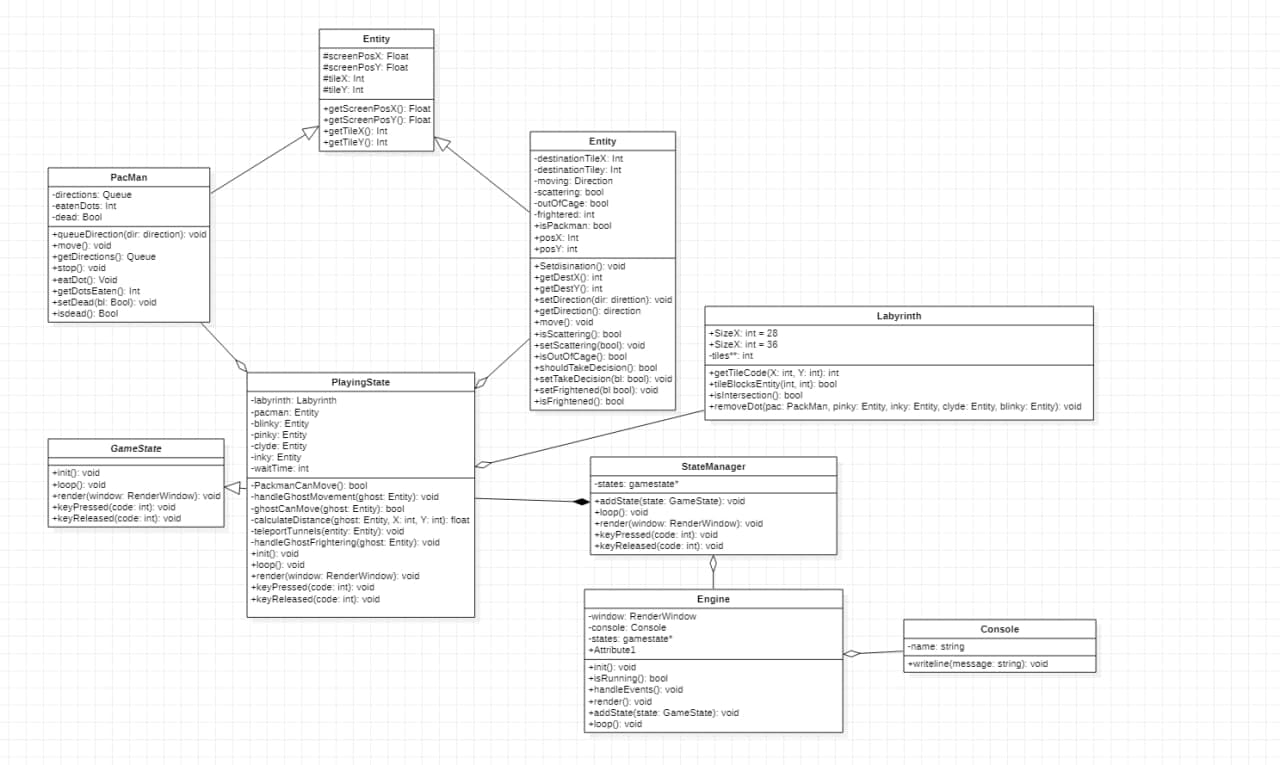 Entity
#screenPosX: Float
#screenPosY: Float
#tileX: Int
#tileY: Int
+getScreenPosX(): Float
+getScreenPosY(): Float
+getTileX(): Int
+getTileY(): Int
PacMan
-directions: Queue
-eatenDots: Int
-dead: Bool
+queueDirection(dir: direction): void
+move(): void
+getDirections(): Queue
+stop(): void
+eatDot(): Void
+getDotsEaten(): Int
+setDead(bl: Bool): void
+isdead(): Bool
Entity
-destinationTileX: Int
-destinationTiley: Int
-moving: Direction
-scattering: bool
-outOfCage: bool
-frightered: int
+isPackman: bool
+posX: Int
+posY: int
+Setdisination(): void
+getDestX(): int
+getDestY(): int
+setDirection(dir: direttion): void
+getDirection(): direction
+move(): void
+isScattering(): bool
+setScattering(bool): void
+isOutOfCage(): bool
+shouldTakeDecision(): bool
+setTakeDecision(bl: bool): void
+setFrightened(bl bool): void
+isFrightened(): bool
Labyrinth
+SizeX: int = 28
+SizeX: int = 36
-tiles**: int
+getTileCode(X: int, Y: int): int
+tileBlocksEntity(int, int): bool
+isIntersection(): bool
+removeDot(pac: PackMan, pinky: Entity, inky: Entity, clyde: Entity, blinky: Entity): void
PlayingState
-labyrinth: Labyrinth
-pacman: Entity
-blinky: Entity
-pinky: Entity
-clyde: Entity
-inky: Entity
-waitTime: int
-PackmanCanMove(): bool
-handleGhostMovement(ghost: Entity): void
-ghostCanMove(ghost: Entity): bool
-calculateDistance(ghost: Entity, X: int, Y: int): float
-teleportTunnels(entity: Entity): void
-handleGhostFrightering(ghost: Entity): void
+init(): void
+loop(): void
+render(window: RenderWindow): void
+keyPressed(code: int): void
+keyReleased(code: int): void
GameState
+init(): void
+loop(): void
+render(window: RenderWindow): void
+keyPressed(code: int): void
+keyReleased(code: int): void
StateManager
-states: gamestate*
+addState(state: GameState): void
+loop(): void
+render(window: RenderWindow): void
+keyPressed(code: int): void
+keyReleased(code: int): void
Engine
-window: RenderWindow
-console: Console
-states: gamestate*
+Attribute1
+init(): void
+isRunning(): bool
+handleEvents(): void
+render(): void
+addState(state: GameState): void
+loop(): void
Console
-name: string
+writeline(message: string): void